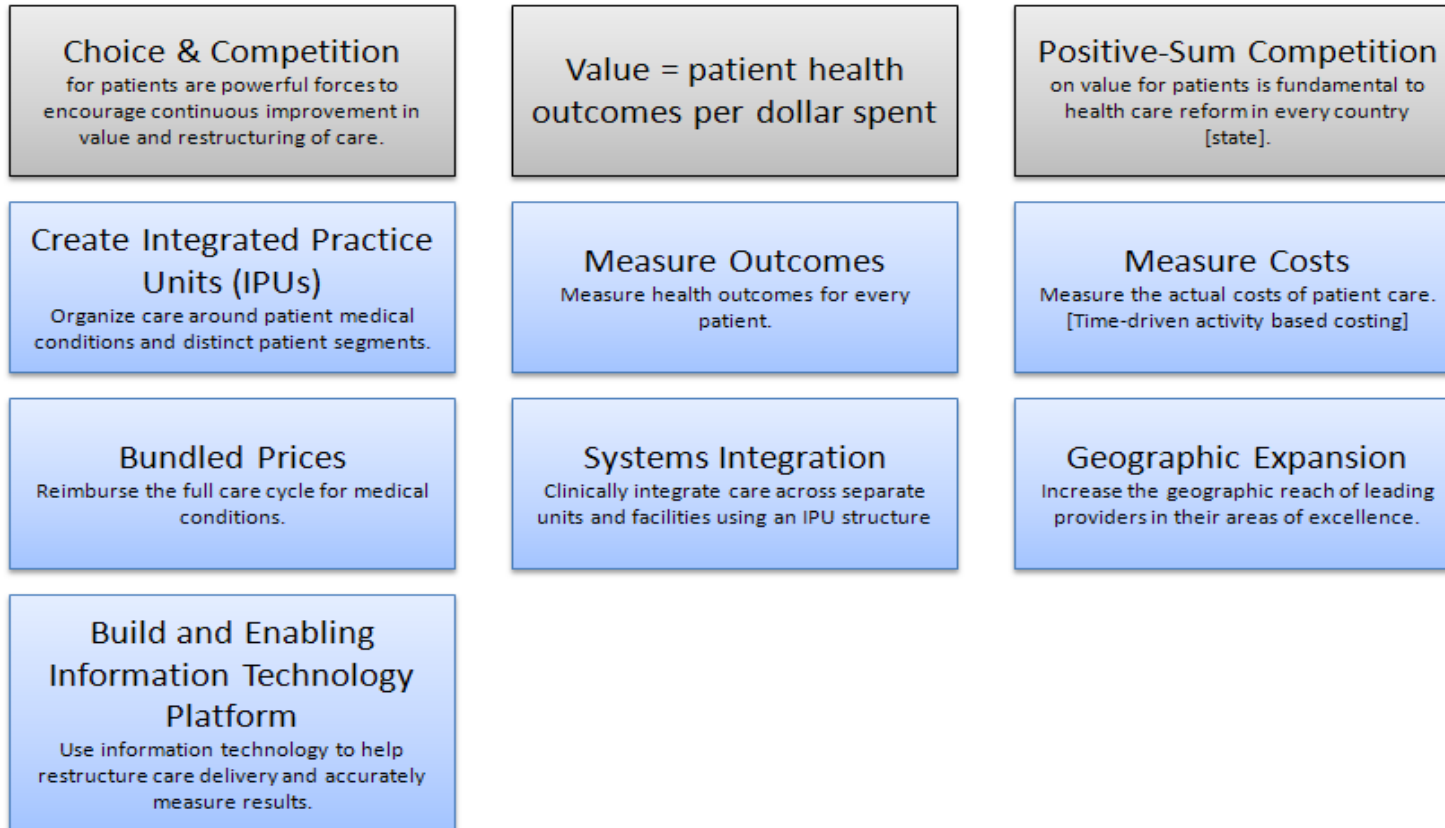 Choice & Competition
for patients are powerful forces to
encourage continuous improvement in
value and restructuring of care.
Value = patient health
outcomes per dollar spent
Positive-Sum Competition
on value for patients is fundamental to
health care reform in every country
[state].
Create Integrated Practice
Units (IPUs)
Organize care around patient medical
conditions and distinct patient segments.
Measure Outcomes
Measure health outcomes for every
patient.
Measure Costs
Measure the actual costs of patient care.
[Time-driven activity based costing]
Bundled Prices
Reimburse the full care cycle for medical
conditions.
Systems Integration
Clinically integrate care across separate
units and facilities using an IPU structure
Geographic Expansion
Increase the geographic reach of leading
providers in their areas of excellence.
Build and Enabling
Information Technology
Platform
Use information technology to help
restructure care delivery and accurately
measure results.